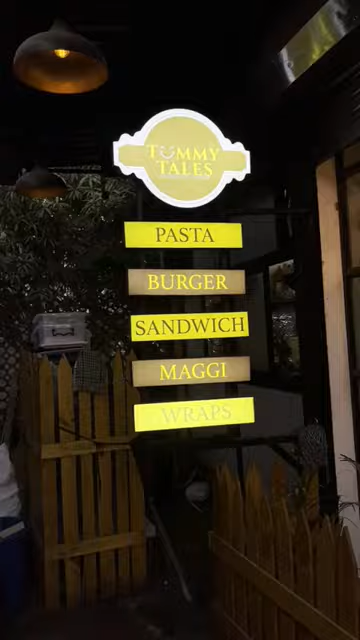 TUMMY
TALES
PASTA
BURGER
SANDWICH
MAGGI
WRAPS